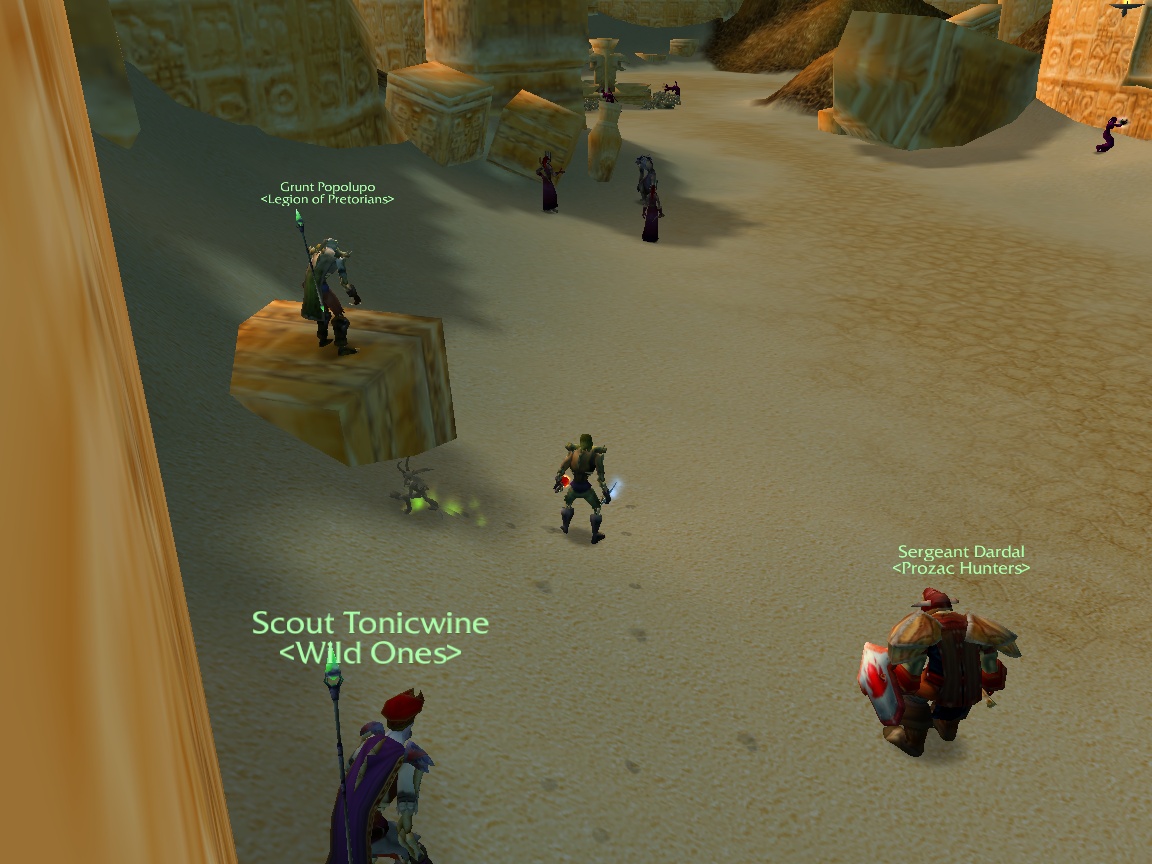 Grunt Popolupo
<Legion of Pretorians>
Sergeant Dardal
<Prozac Hunters>
Scout Tonicwine
<Wild Ones>